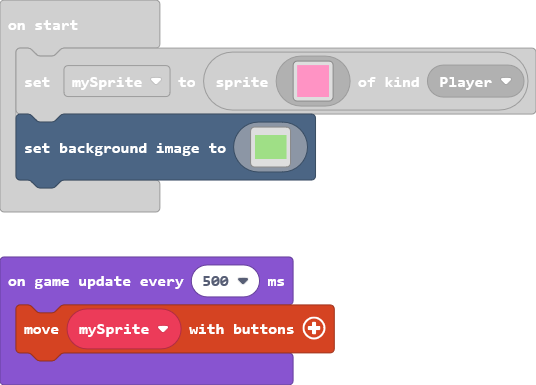 on start
set mySprite to sprite of kind Player
set background image to
on game update every 500 ms
move mySprite with buttons